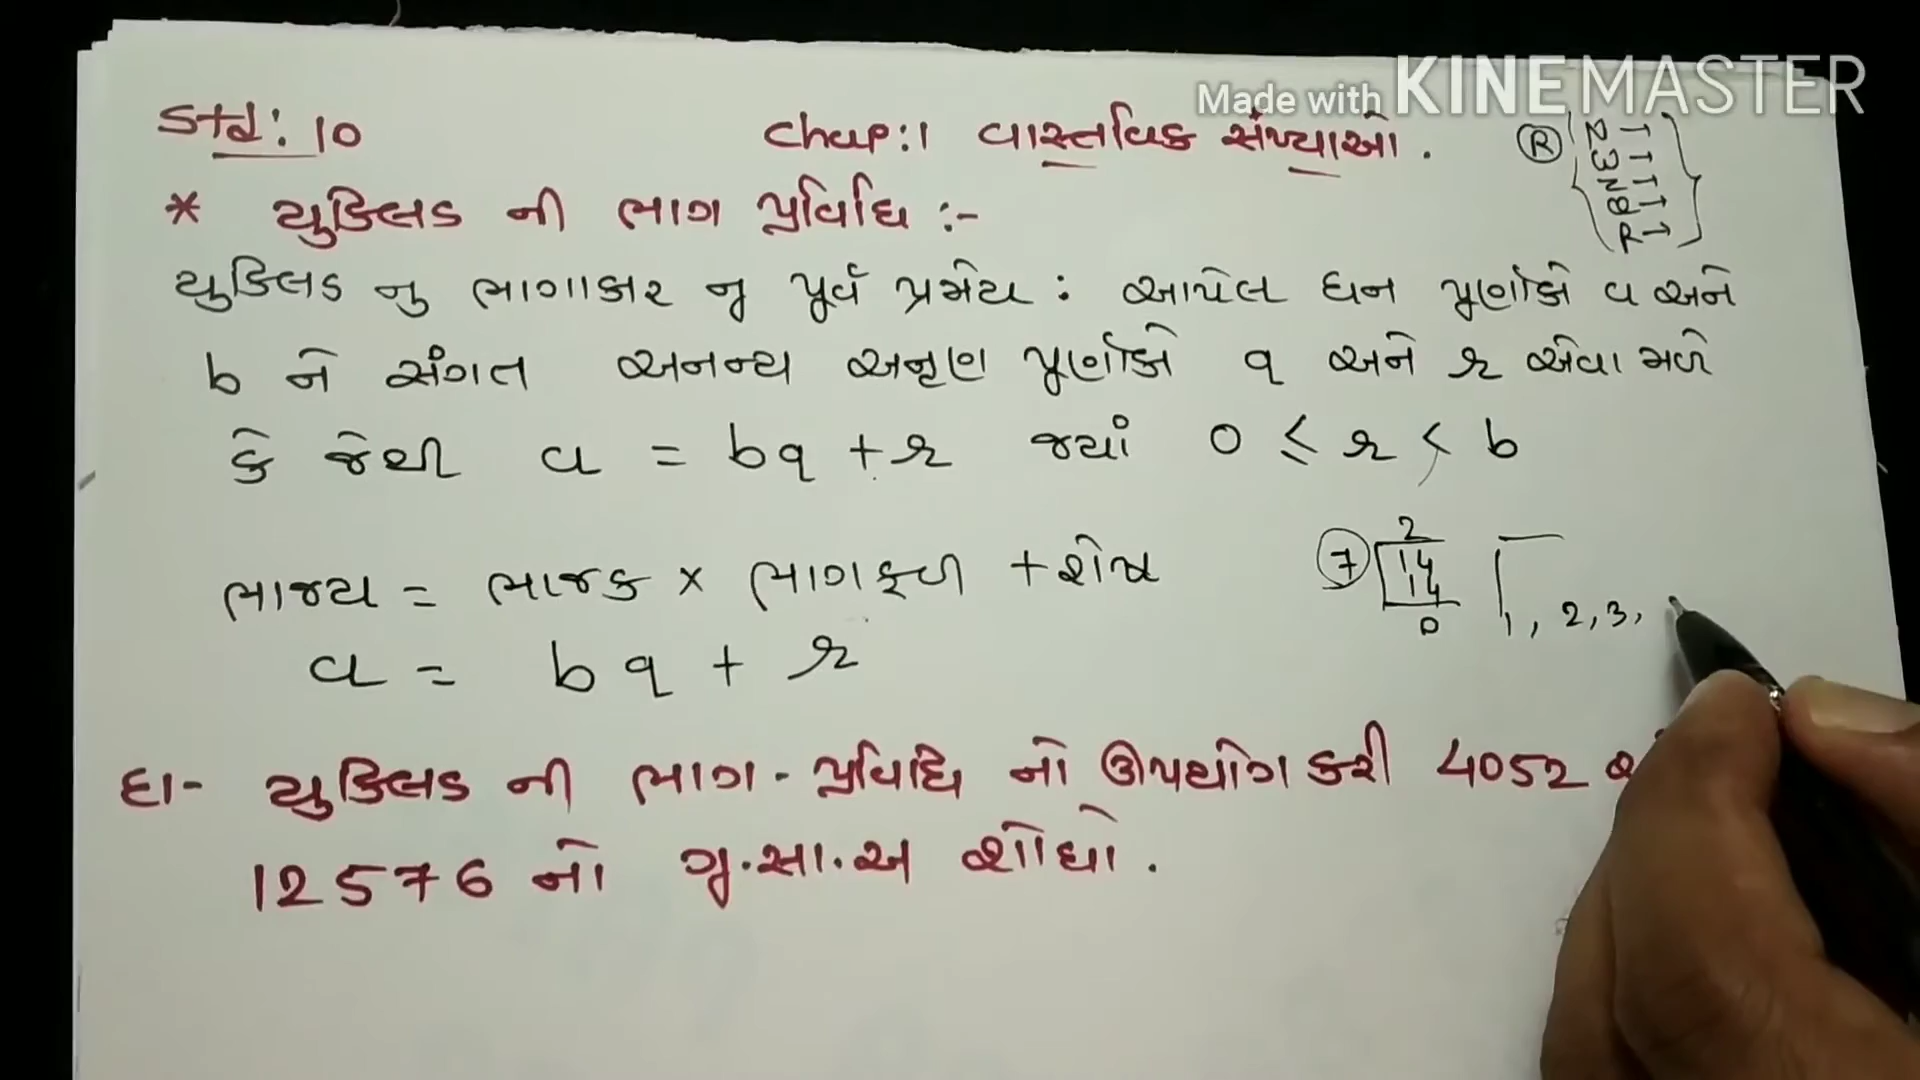 Made with KINEMASTER
Std: 10 Chap:1 વાસ્તવિક સંખ્યાઓ.
* યુક્લિડ ની ભાગ પ્રવિધિ :-
યુક્લિડ નુ ભાગાકાર નુ પૂર્વ પ્રમેય : આપેલ ધન પૂર્ણાંકો a અને
b ને સંગત અનન્ય અનૃણ પૂર્ણાંકો q અને r એવા મળે
કે જેથી a = bq + r જ્યાં 0 ≤ r < b
ભાજ્ય = ભાજક × ભાગફળ + શેષ
a = bq + r
2
7 14
14
0 1, 2, 3,
દા- યુક્લિડ ની ભાગ-પ્રવિધિ નો ઉપયોગ કરી 4052
12576 નો ગુ.સા.અ શોધો.